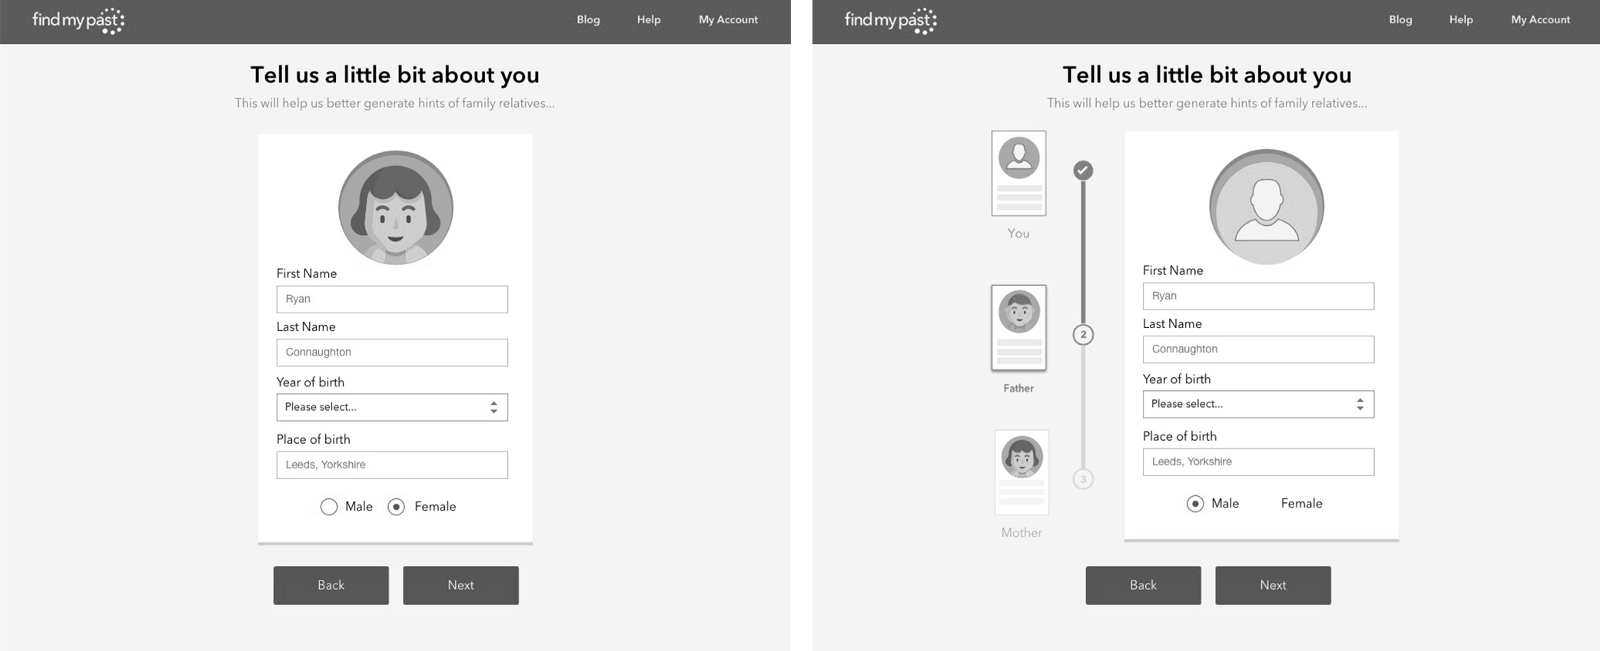 findmypast
Blog
Help
My Account
Tell us a little bit about you
This will help us better generate hints of family relatives...
First Name
Ryan
Last Name
Connaughton
Year of birth
Please select...
Place of birth
Leeds, Yorkshire
Male
Female
Back
Next
findmypast
Blog
Help
My Account
Tell us a little bit about you
This will help us better generate hints of family relatives...
You
2
Father
3
Mother
First Name
Ryan
Last Name
Connaughton
Year of birth
Please select...
Place of birth
Leeds, Yorkshire
Male
Female
Back
Next